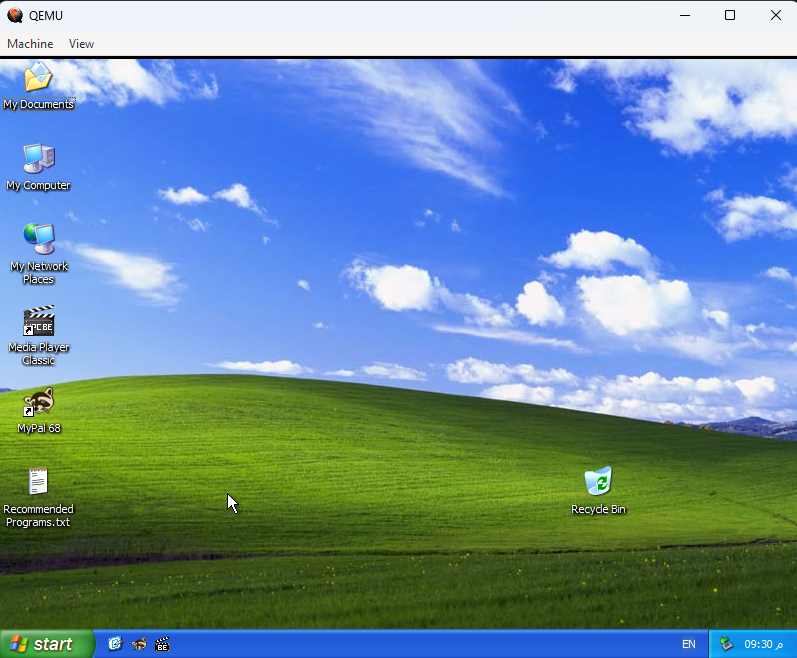 QEMU
Machine View
My Documents
My Computer
My Network
Places
Media Player
Classic
MyPal 68
Recommended
Programs.txt
Recycle Bin
start
BE
EN
09:30 م